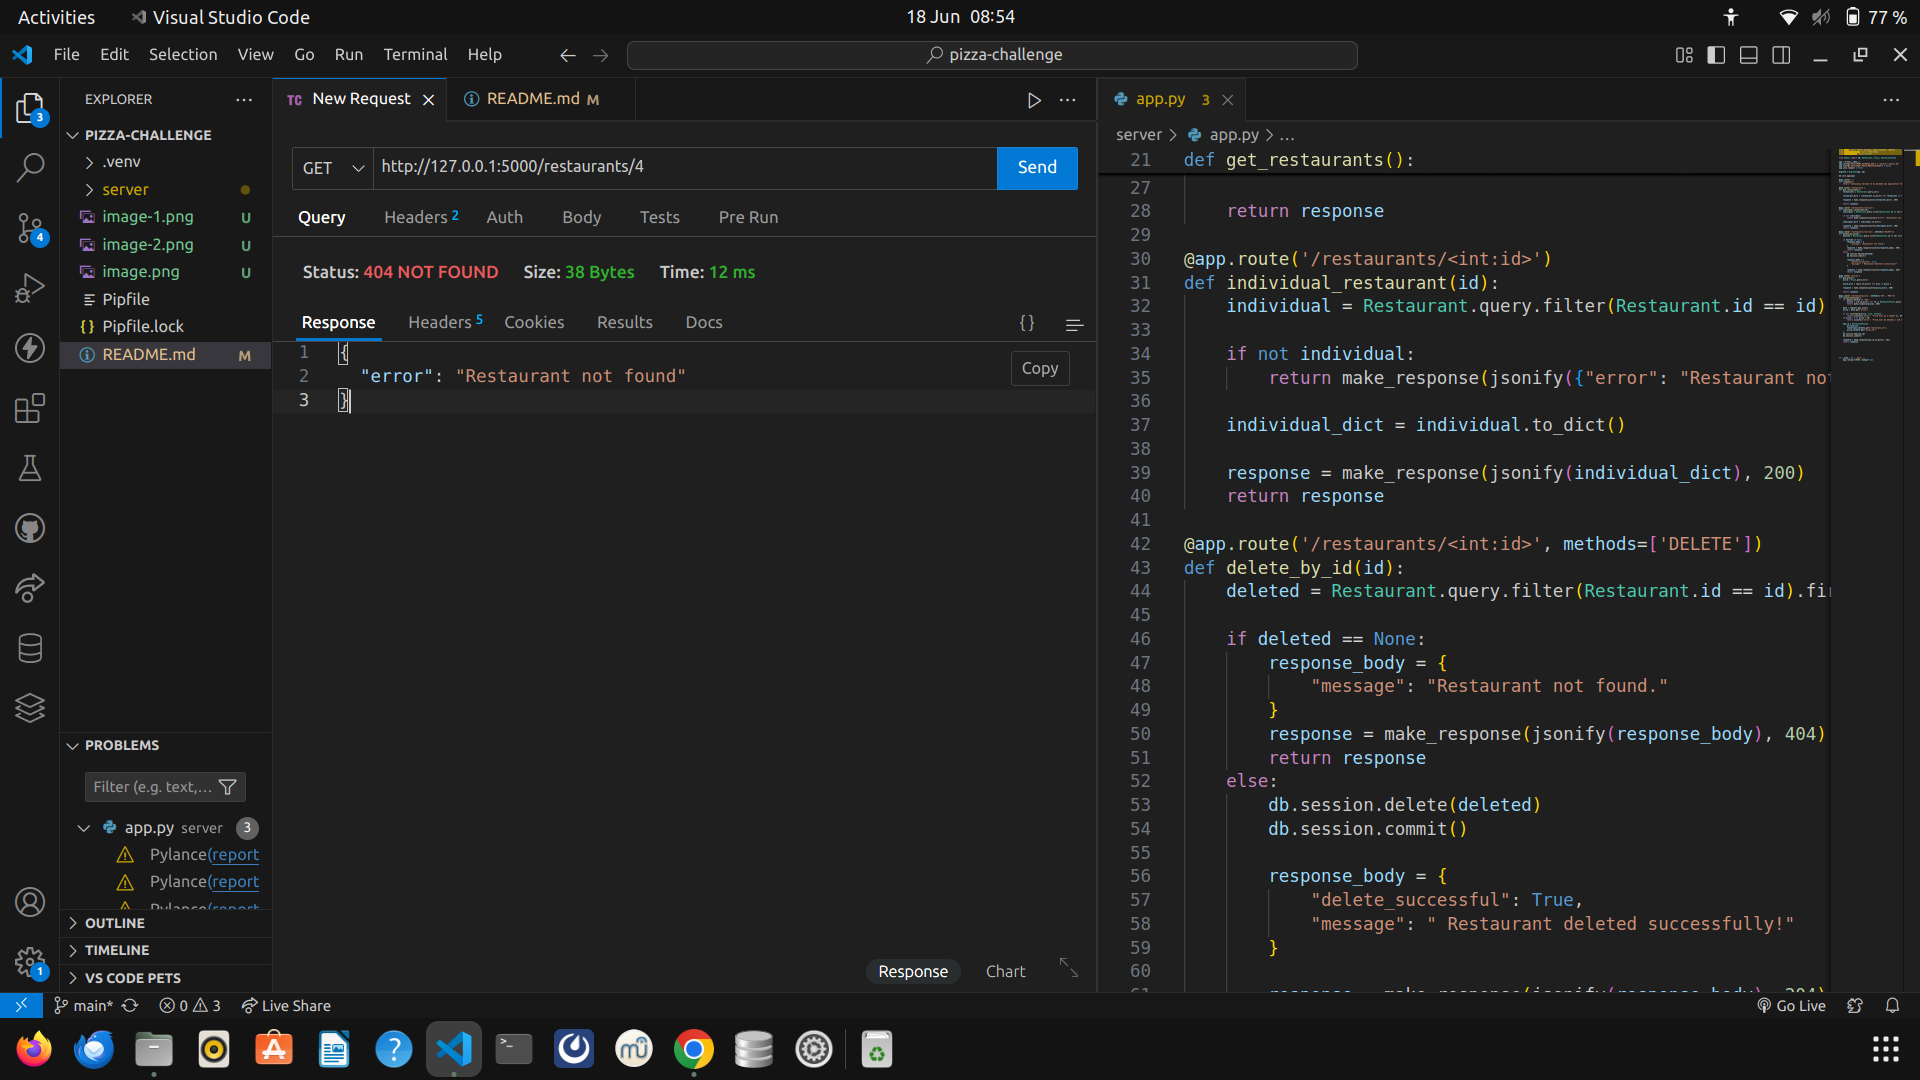 Activities
Visual Studio Code
18 Jun 08:54
77 %
File Edit Selection View Go Run Terminal Help
pizza-challenge
EXPLORER
PIZZA-CHALLENGE
.venv
server
image-1.png U
image-2.png U
image.png U
Pipfile
Pipfile.lock
README.md M
PROBLEMS
Filter (e.g. text,...
app.py server 3
Pylance(report
Pylance(report
Pylance(report
OUTLINE
TIMELINE
VS CODE PETS
3
4
1
TC New Request
README.md M
GET http://127.0.0.1:5000/restaurants/4 Send
Query Headers 2 Auth Body Tests Pre Run
Status: 404 NOT FOUND Size: 38 Bytes Time: 12 ms
Response Headers 5 Cookies Results Docs
{}
1 {
2 "error": "Restaurant not found"
3 }
Copy
Response Chart
app.py 3
server > app.py > ...
21 def get_restaurants():
27
28 return response
29
30 @app.route('/restaurants/<int:id>')
31 def individual_restaurant(id):
32 individual = Restaurant.query.filter(Restaurant.id == id)
33
34 if not individual:
35 return make_response(jsonify({"error": "Restaurant not
36
37 individual_dict = individual.to_dict()
38
39 response = make_response(jsonify(individual_dict), 200)
40 return response
41
42 @app.route('/restaurants/<int:id>', methods=['DELETE'])
43 def delete_by_id(id):
44 deleted = Restaurant.query.filter(Restaurant.id == id).fir
45
46 if deleted == None:
47 response_body = {
48 "message": "Restaurant not found."
49 }
50 response = make_response(jsonify(response_body), 404)
51 return response
52 else:
53 db.session.delete(deleted)
54 db.session.commit()
55
56 response_body = {
57 "delete_successful": True,
58 "message": " Restaurant deleted successfully!"
59 }
60
main* 0 3 Live Share
Go Live